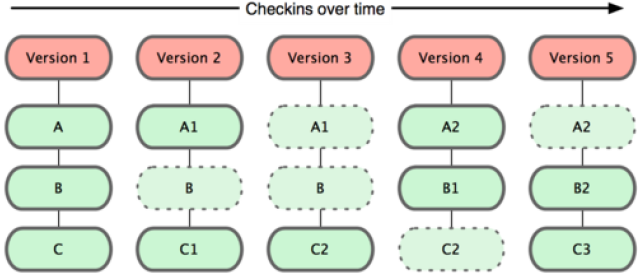 Checkins over time
Version 1 Version 2 Version 3 Version 4 Version 5
A A1 A1 A2 A2
B B B B1 B2
C C1 C2 C2 C3